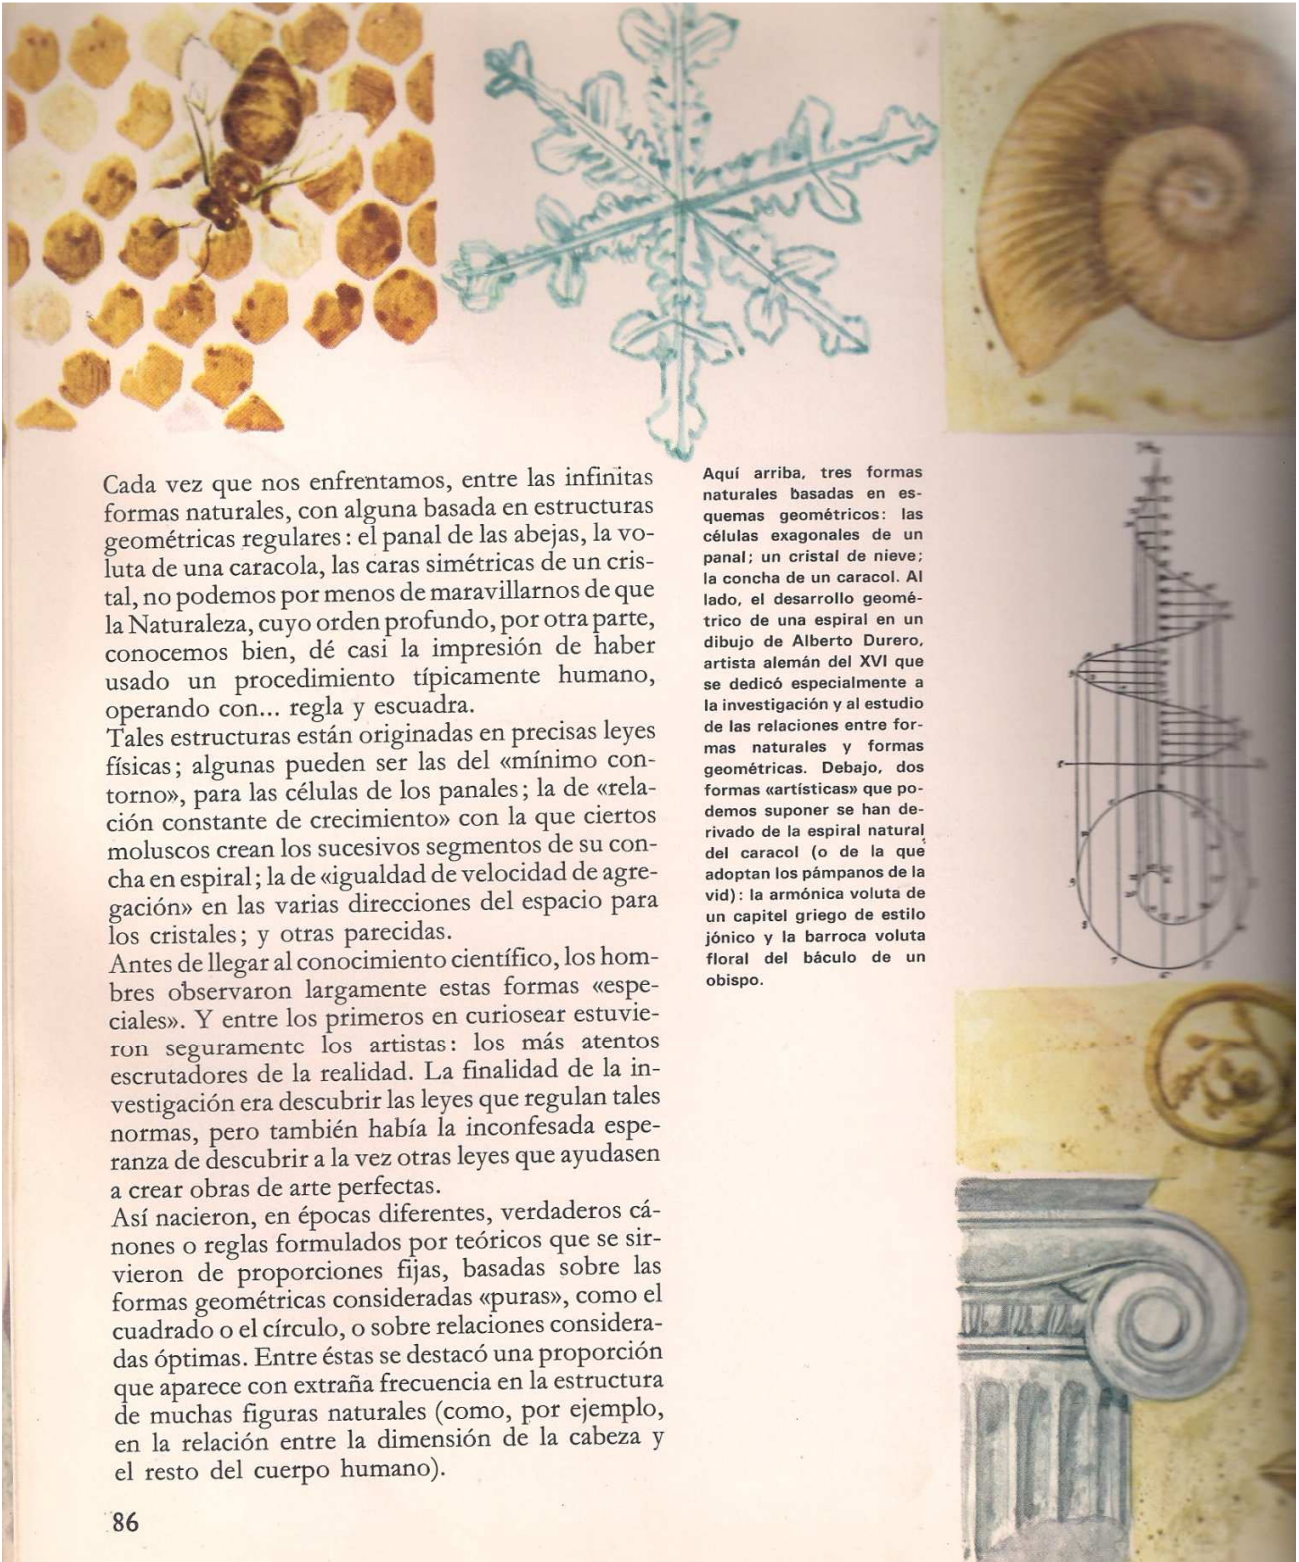 Cada vez que nos enfrentamos, entre las infinitas
formas naturales, con alguna basada en estructuras
geométricas regulares: el panal de las abejas, la vo-
luta de una caracola, las caras simétricas de un cris-
tal, no podemos por menos de maravillarnos de que
la Naturaleza, cuyo orden profundo, por otra parte,
conocemos bien, dé casi la impresión de haber
usado un procedimiento típicamente humano,
operando con... regla y escuadra.
Tales estructuras están originadas en precisas leyes
físicas; algunas pueden ser las del «mínimo con-
torno», para las células de los panales; la de «rela-
ción constante de crecimiento» con la que ciertos
moluscos crean los sucesivos segmentos de su con-
cha en espiral; la de «igualdad de velocidad de agre-
gación» en las varias direcciones del espacio para
los cristales; y otras parecidas.
Antes de llegar al conocimiento científico, los hom-
bres observaron largamente estas formas «espe-
ciales». Y entre los primeros en curiosear estuvie-
ron seguramente los artistas: los más atentos
escrutadores de la realidad. La finalidad de la in-
vestigación era descubrir las leyes que regulan tales
normas, pero también había la inconfesada espe-
ranza de descubrir a la vez otras leyes que ayudasen
a crear obras de arte perfectas.
Así nacieron, en épocas diferentes, verdaderos cá-
nones o reglas formulados por teóricos que se sir-
vieron de proporciones fijas, basadas sobre las
formas geométricas consideradas «puras», como el
cuadrado o el círculo, o sobre relaciones considera-
das óptimas. Entre éstas se destacó una proporción
que aparece con extraña frecuencia en la estructura
de muchas figuras naturales (como, por ejemplo,
en la relación entre la dimensión de la cabeza y
el resto del cuerpo humano).
86
Aquí arriba, tres formas
naturales basadas en es-
quemas geométricos: las
células exagonales de un
panal; un cristal de nieve;
la concha de un caracol. Al
lado, el desarrollo geomé-
trico de una espiral en un
dibujo de Alberto Durero,
artista alemán del XVI que
se dedicó especialmente a
la investigación y al estudio
de las relaciones entre for-
mas naturales y formas
geométricas. Debajo, dos
formas «artísticas» que po-
demos suponer se han de-
rivado de la espiral natural
del caracol (o de la que
adoptan los pámpanos de la
vid): la armónica voluta de
un capitel griego de estilo
jónico y la barroca voluta
floral del báculo de un
obispo.